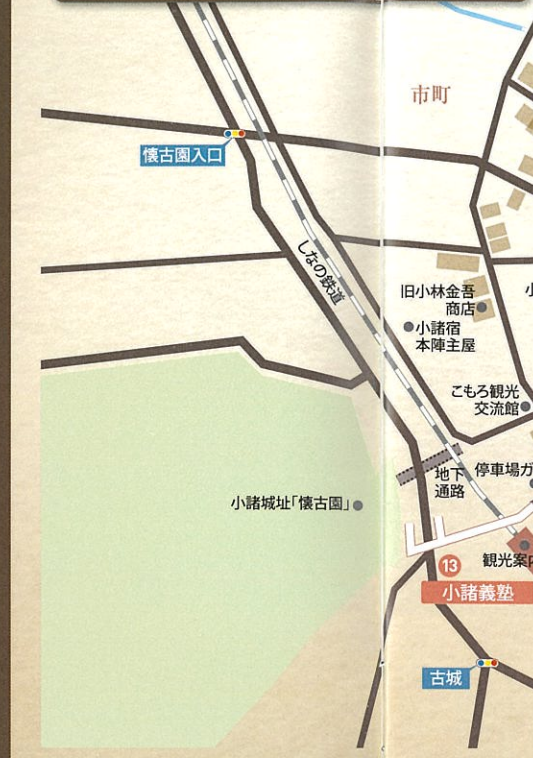 市町
懐古園入口
しなの鉄道
旧小林金吾
商店
小諸宿
本陣主屋
こもろ観光
交流館
地下
通路
停車場ガ
小諸城址「懐古園」
観光案内
13
小諸義塾
古城